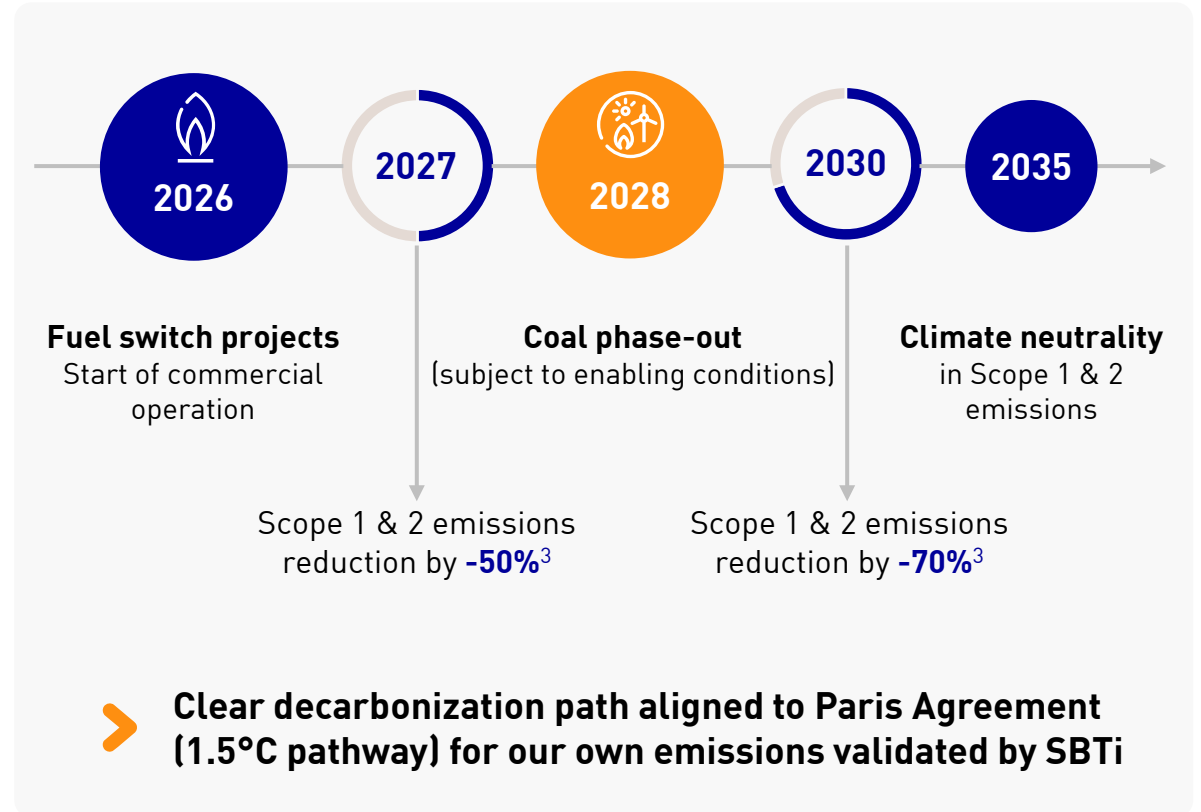 2026
2027
2028
2030
2035
Fuel switch projects
Start of commercial
operation
Coal phase-out
(subject to enabling conditions)
Climate neutrality
in Scope 1 & 2
emissions
Scope 1 & 2 emissions
reduction by -50%³
Scope 1 & 2 emissions
reduction by -70%³
Clear decarbonization path aligned to Paris Agreement
(1.5°C pathway) for our own emissions validated by SBTi